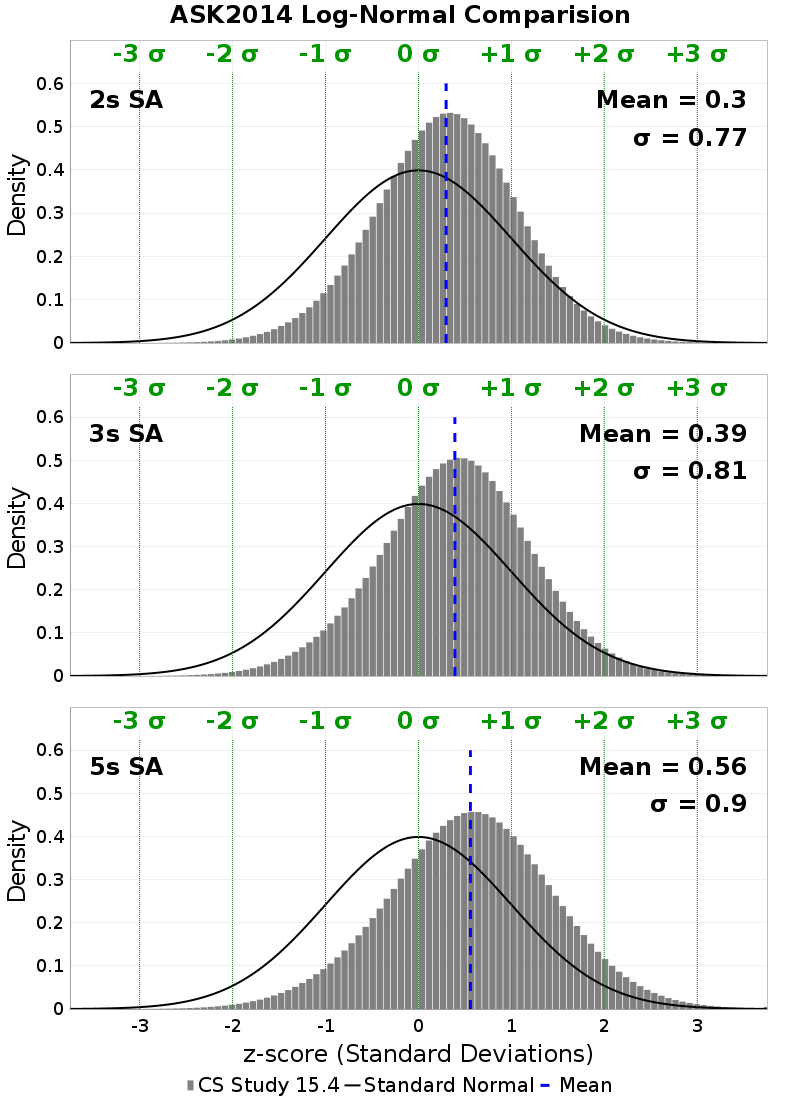 ASK2014 Log-Normal Comparision
-3 σ -2 σ -1 σ 0 σ +1 σ +2 σ +3 σ
0.6
2s SA Mean = 0.3
0.5
σ = 0.77
0.4
0.3
0.2
0.1
0
Density
-3 σ -2 σ -1 σ 0 σ +1 σ +2 σ +3 σ
0.6
3s SA Mean = 0.39
0.5
σ = 0.81
0.4
0.3
0.2
0.1
0
Density
-3 σ -2 σ -1 σ 0 σ +1 σ +2 σ +3 σ
0.6
5s SA Mean = 0.56
0.5
σ = 0.9
0.4
0.3
0.2
0.1
0
Density
-3 -2 -1 0 1 2 3
z-score (Standard Deviations)
CS Study 15.4 Standard Normal Mean